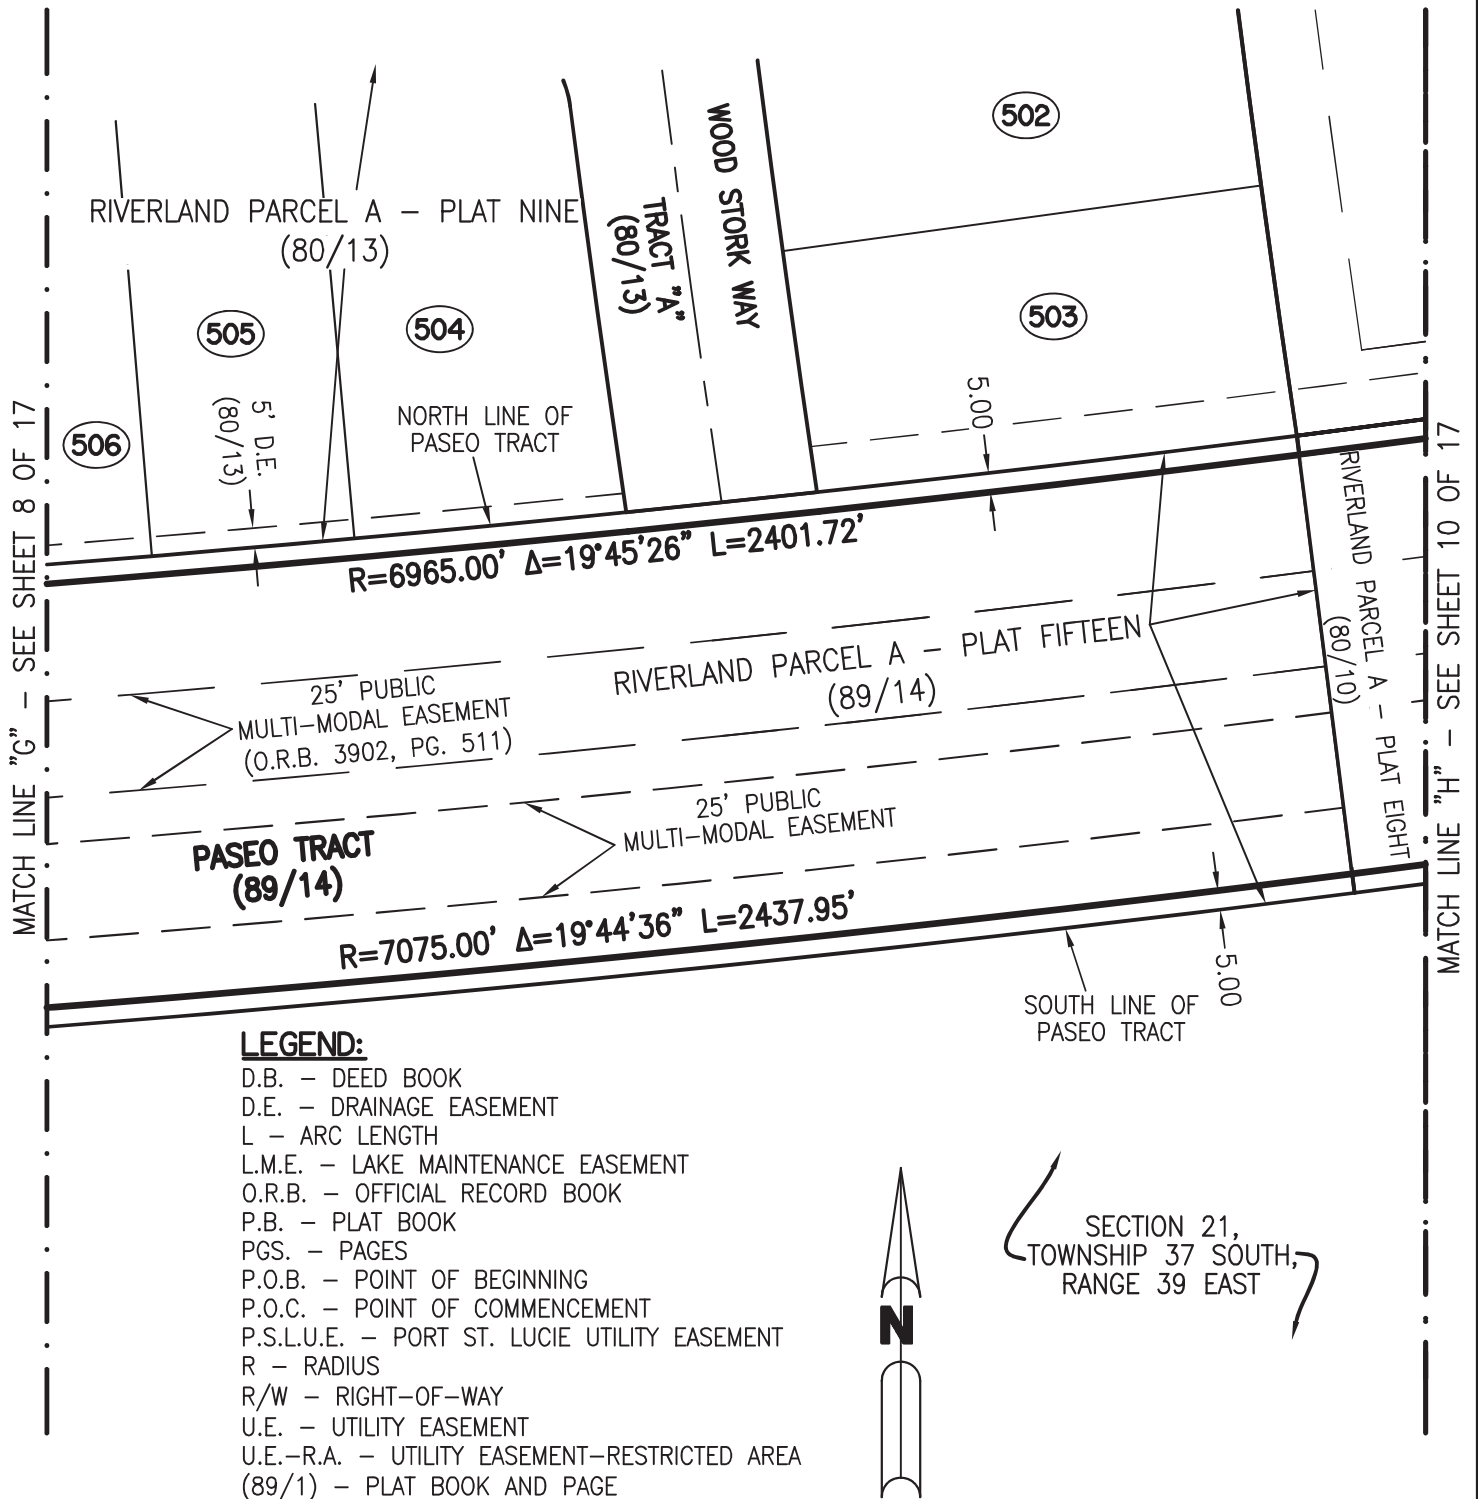 502
WOOD STORK WAY
TRACT "A"
(80/13)
RIVERLAND PARCEL A - PLAT NINE
(80/13)
503
505
504
506
5' D.E.
(80/13)
NORTH LINE OF
PASEO TRACT
5.00
MATCH LINE "G" - SEE SHEET 8 OF 17
MATCH LINE "H" - SEE SHEET 10 OF 17
R=6965.00' Δ=19°45'26" L=2401.72'
RIVERLAND PARCEL A - PLAT EIGHT
(80/10)
RIVERLAND PARCEL A - PLAT FIFTEEN
(89/14)
25' PUBLIC
MULTI-MODAL EASEMENT
(O.R.B. 3902, PG. 511)
25' PUBLIC
MULTI-MODAL EASEMENT
PASEO TRACT
(89/14)
R=7075.00' Δ=19°44'36" L=2437.95'
5.00
SOUTH LINE OF
PASEO TRACT
LEGEND:
D.B. - DEED BOOK
D.E. - DRAINAGE EASEMENT
L - ARC LENGTH
L.M.E. - LAKE MAINTENANCE EASEMENT
O.R.B. - OFFICIAL RECORD BOOK
P.B. - PLAT BOOK
PGS. - PAGES
P.O.B. - POINT OF BEGINNING
P.O.C. - POINT OF COMMENCEMENT
P.S.L.U.E. - PORT ST. LUCIE UTILITY EASEMENT
R - RADIUS
R/W - RIGHT-OF-WAY
U.E. - UTILITY EASEMENT
U.E.-R.A. - UTILITY EASEMENT-RESTRICTED AREA
(89/1) - PLAT BOOK AND PAGE
N
SECTION 21,
TOWNSHIP 37 SOUTH,
RANGE 39 EAST